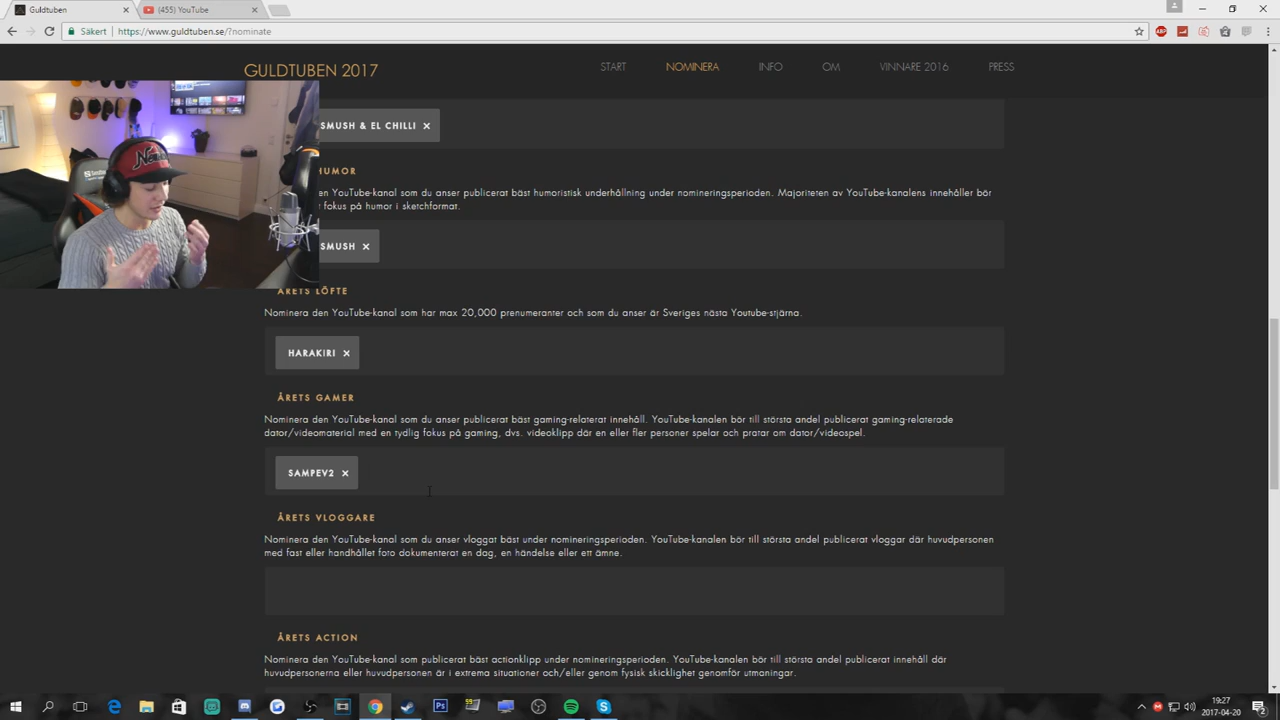 Guldtuben
(455) YouTube
Säkert
https://www.guldtuben.se/?nominate
GULDTUBEN 2017
START
NOMINERA
INFO
OM
VINNARE 2016
PRESS
SMUSH & EL CHILLI ×
HUMOR
en YouTube-kanal som du anser publicerat bäst humoristisk underhållning under nomineringsperioden. Majoriteten av YouTube-kanalens innehåller bör
fokus på humor i sketchformat.
SMUSH ×
ÅRETS LÖFTE
Nominera den YouTube-kanal som har max 20,000 prenumeranter och som du anser är Sveriges nästa Youtube-stjärna.
HARAKIRI ×
ÅRETS GAMER
Nominera den YouTube-kanal som du anser publicerat bäst gaming-relaterat innehåll. YouTube-kanalen bör till största andel publicerat gaming-relaterade
dator/videomaterial med en tydlig fokus på gaming, dvs. videoklipp där en eller fler personer spelar och pratar om dator/videospel.
SAMPEV2 ×
ÅRETS VLOGGARE
Nominera den YouTube-kanal som du anser vloggat bäst under nomineringsperioden. YouTube-kanalen bör till största andel publicerat vloggar där huvudpersonen
med fast eller handhållet foto dokumenterat en dag, en händelse eller ett ämne.
ÅRETS ACTION
Nominera den YouTube-kanal som publicerat bäst actionklipp under nomineringsperioden. YouTube-kanalen bör till största andel publicerat innehåll där
huvudpersonerna eller huvudpersonen är i extrema situationer och/eller genom fysisk skicklighet genomför utmaningar.
19:27
2017-04-20